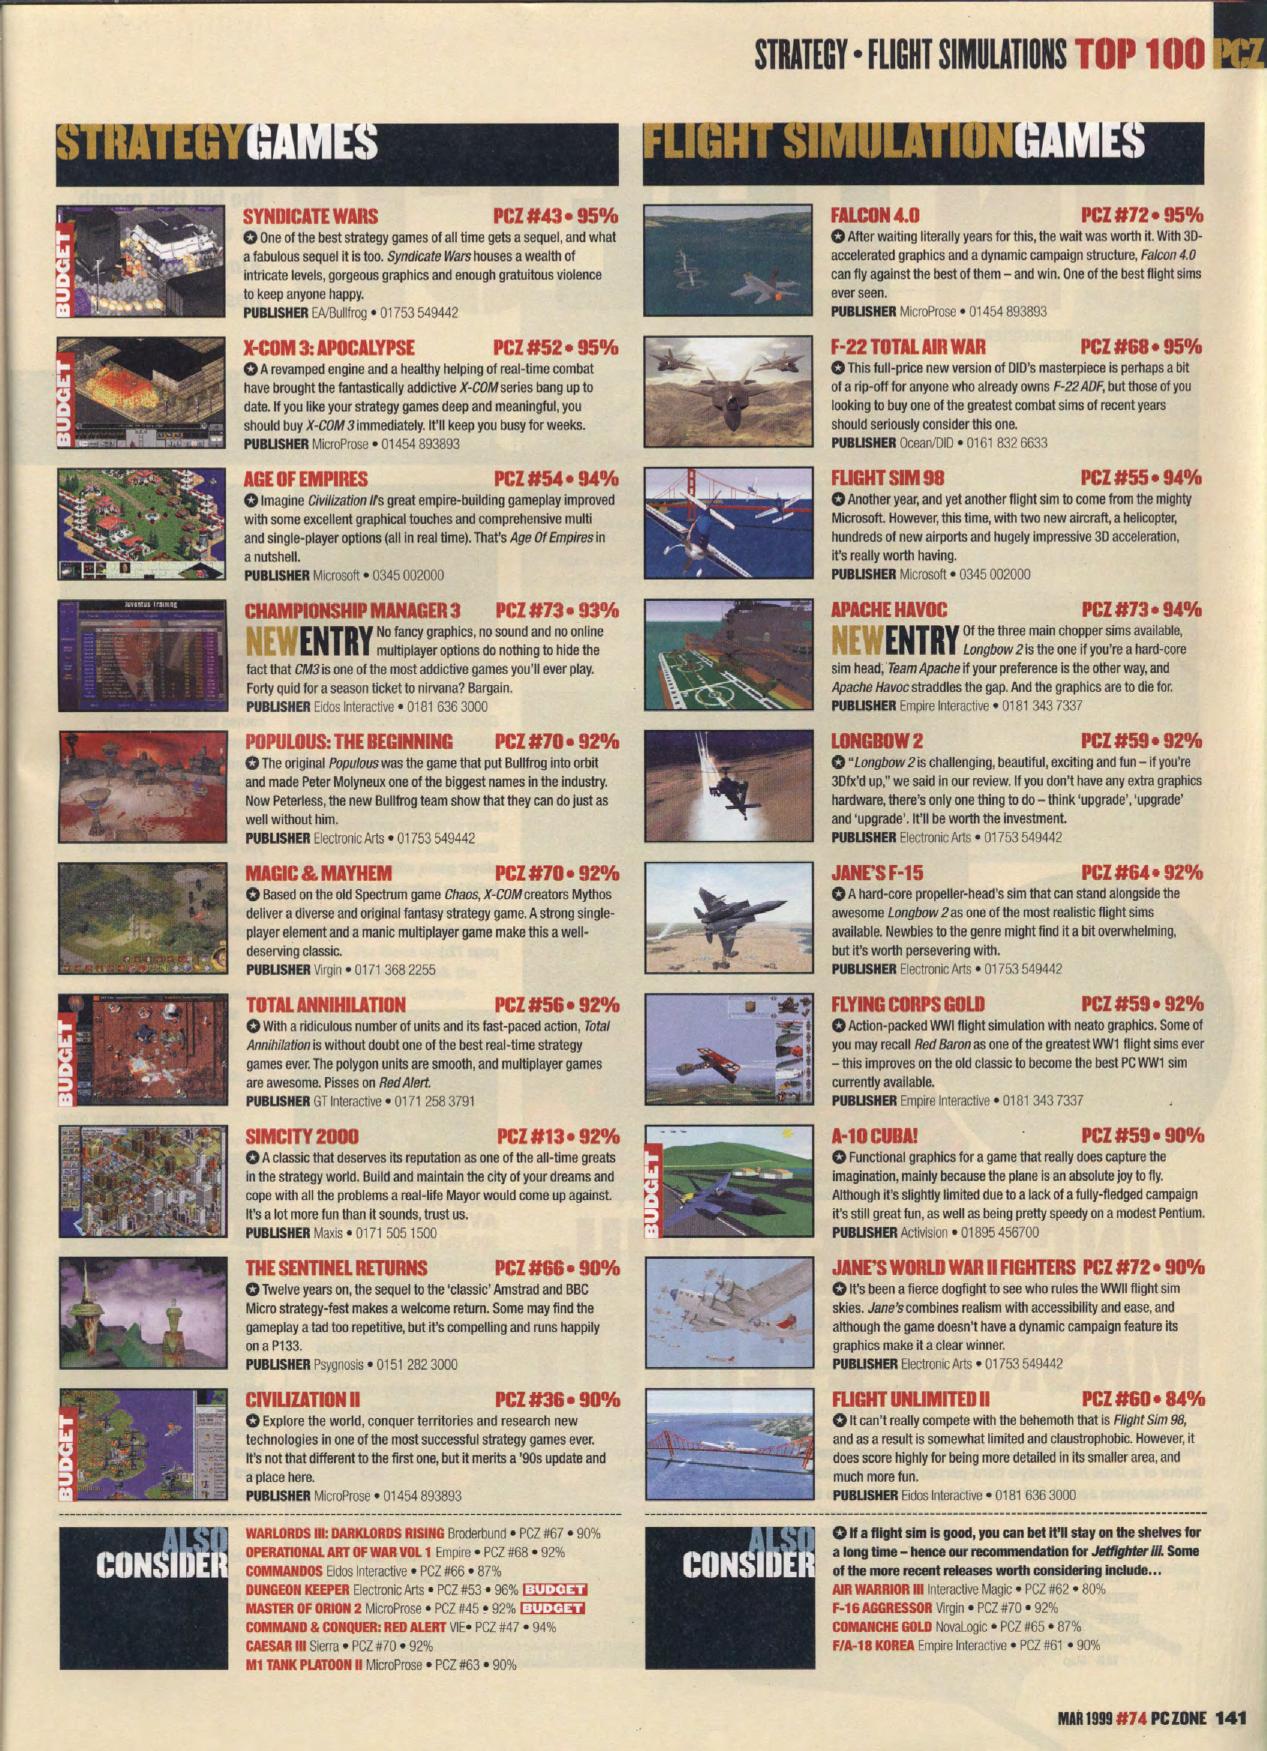 STRATEGY • FLIGHT SIMULATIONS TOP 100 PCZ
STRATEGYGAMES
BUDGET
SYNDICATE WARS PCZ #43 • 95%
One of the best strategy games of all time gets a sequel, and what
a fabulous sequel it is too. Syndicate Wars houses a wealth of
intricate levels, gorgeous graphics and enough gratuitous violence
to keep anyone happy.
PUBLISHER EA/Bullfrog • 01753 549442
BUDGET
X-COM 3: APOCALYPSE PCZ #52 • 95%
A revamped engine and a healthy helping of real-time combat
have brought the fantastically addictive X-COM series bang up to
date. If you like your strategy games deep and meaningful, you
should buy X-COM 3 immediately. It'll keep you busy for weeks.
PUBLISHER MicroProse • 01454 893893
AGE OF EMPIRES PCZ #54 • 94%
Imagine Civilization II's great empire-building gameplay improved
with some excellent graphical touches and comprehensive multi
and single-player options (all in real time). That's Age Of Empires in
a nutshell.
PUBLISHER Microsoft • 0345 002000
Juventus Training
CHAMPIONSHIP MANAGER 3 PCZ #73 • 93%
NEWENTRY No fancy graphics, no sound and no online
multiplayer options do nothing to hide the
fact that CM3 is one of the most addictive games you'll ever play.
Forty quid for a season ticket to nirvana? Bargain.
PUBLISHER Eidos Interactive • 0181 636 3000
POPULOUS: THE BEGINNING PCZ #70 • 92%
The original Populous was the game that put Bullfrog into orbit
and made Peter Molyneux one of the biggest names in the industry.
Now Peterless, the new Bullfrog team show that they can do just as
well without him.
PUBLISHER Electronic Arts • 01753 549442
MAGIC & MAYHEM PCZ #70 • 92%
Based on the old Spectrum game Chaos, X-COM creators Mythos
deliver a diverse and original fantasy strategy game. A strong single-
player element and a manic multiplayer game make this a well-
deserving classic.
PUBLISHER Virgin • 0171 368 2255
BUDGET
TOTAL ANNIHILATION PCZ #56 • 92%
With a ridiculous number of units and its fast-paced action, Total
Annihilation is without doubt one of the best real-time strategy
games ever. The polygon units are smooth, and multiplayer games
are awesome. Pisses on Red Alert.
PUBLISHER GT Interactive • 0171 258 3791
SIMCITY 2000 PCZ #13 • 92%
A classic that deserves its reputation as one of the all-time greats
in the strategy world. Build and maintain the city of your dreams and
cope with all the problems a real-life Mayor would come up against.
It's a lot more fun than it sounds, trust us.
PUBLISHER Maxis • 0171 505 1500
THE SENTINEL RETURNS PCZ #66 • 90%
Twelve years on, the sequel to the 'classic' Amstrad and BBC
Micro strategy-fest makes a welcome return. Some may find the
gameplay a tad too repetitive, but it's compelling and runs happily
on a P133.
PUBLISHER Psygnosis • 0151 282 3000
BUDGET
CIVILIZATION II PCZ #36 • 90%
Explore the world, conquer territories and research new
technologies in one of the most successful strategy games ever.
It's not that different to the first one, but it merits a '90s update and
a place here.
PUBLISHER MicroProse • 01454 893893
ALSO
CONSIDER
WARLORDS III: DARKLORDS RISING Broderbund • PCZ #67 • 90%
OPERATIONAL ART OF WAR VOL 1 Empire • PCZ #68 • 92%
COMMANDOS Eidos Interactive • PCZ #66 • 87%
DUNGEON KEEPER Electronic Arts • PCZ #53 • 96% BUDGET
MASTER OF ORION 2 MicroProse • PCZ #45 • 92% BUDGET
COMMAND & CONQUER: RED ALERT VIE • PCZ #47 • 94%
CAESAR III Sierra • PCZ #70 • 92%
M1 TANK PLATOON II MicroProse • PCZ #63 • 90%
FLIGHT SIMULATIONGAMES
FALCON 4.0 PCZ #72 • 95%
After waiting literally years for this, the wait was worth it. With 3D-
accelerated graphics and a dynamic campaign structure, Falcon 4.0
can fly against the best of them – and win. One of the best flight sims
ever seen.
PUBLISHER MicroProse • 01454 893893
F-22 TOTAL AIR WAR PCZ #68 • 95%
This full-price new version of DID's masterpiece is perhaps a bit
of a rip-off for anyone who already owns F-22 ADF, but those of you
looking to buy one of the greatest combat sims of recent years
should seriously consider this one.
PUBLISHER Ocean/DID • 0161 832 6633
FLIGHT SIM 98 PCZ #55 • 94%
Another year, and yet another flight sim to come from the mighty
Microsoft. However, this time, with two new aircraft, a helicopter,
hundreds of new airports and hugely impressive 3D acceleration,
it's really worth having.
PUBLISHER Microsoft • 0345 002000
APACHE HAVOC PCZ #73 • 94%
NEWENTRY Of the three main chopper sims available,
Longbow 2 is the one if you're a hard-core
sim head, Team Apache if your preference is the other way, and
Apache Havoc straddles the gap. And the graphics are to die for.
PUBLISHER Empire Interactive • 0181 343 7337
LONGBOW 2 PCZ #59 • 92%
"Longbow 2 is challenging, beautiful, exciting and fun – if you're
3Dfx'd up," we said in our review. If you don't have any extra graphics
hardware, there's only one thing to do – think 'upgrade', 'upgrade'
and 'upgrade'. It'll be worth the investment.
PUBLISHER Electronic Arts • 01753 549442
JANE'S F-15 PCZ #64 • 92%
A hard-core propeller-head's sim that can stand alongside the
awesome Longbow 2 as one of the most realistic flight sims
available. Newbies to the genre might find it a bit overwhelming,
but it's worth persevering with.
PUBLISHER Electronic Arts • 01753 549442
FLYING CORPS GOLD PCZ #59 • 92%
Action-packed WWI flight simulation with neato graphics. Some of
you may recall Red Baron as one of the greatest WW1 flight sims ever
– this improves on the old classic to become the best PC WW1 sim
currently available.
PUBLISHER Empire Interactive • 0181 343 7337
BUDGET
A-10 CUBA! PCZ #59 • 90%
Functional graphics for a game that really does capture the
imagination, mainly because the plane is an absolute joy to fly.
Although it's slightly limited due to a lack of a fully-fledged campaign
it's still great fun, as well as being pretty speedy on a modest Pentium.
PUBLISHER Activision • 01895 456700
JANE'S WORLD WAR II FIGHTERS PCZ #72 • 90%
It's been a fierce dogfight to see who rules the WWII flight sim
skies. Jane's combines realism with accessibility and ease, and
although the game doesn't have a dynamic campaign feature its
graphics make it a clear winner.
PUBLISHER Electronic Arts • 01753 549442
FLIGHT UNLIMITED II PCZ #60 • 84%
It can't really compete with the behemoth that is Flight Sim 98,
and as a result is somewhat limited and claustrophobic. However, it
does score highly for being more detailed in its smaller area, and
much more fun.
PUBLISHER Eidos Interactive • 0181 636 3000
ALSO
CONSIDER
If a flight sim is good, you can bet it'll stay on the shelves for
a long time – hence our recommendation for Jetfighter III. Some
of the more recent releases worth considering include...
AIR WARRIOR III Interactive Magic • PCZ #62 • 80%
F-16 AGGRESSOR Virgin • PCZ #70 • 92%
COMANCHE GOLD NovaLogic • PCZ #65 • 87%
F/A-18 KOREA Empire Interactive • PCZ #61 • 90%
MAR 1999 #74 PC ZONE 141